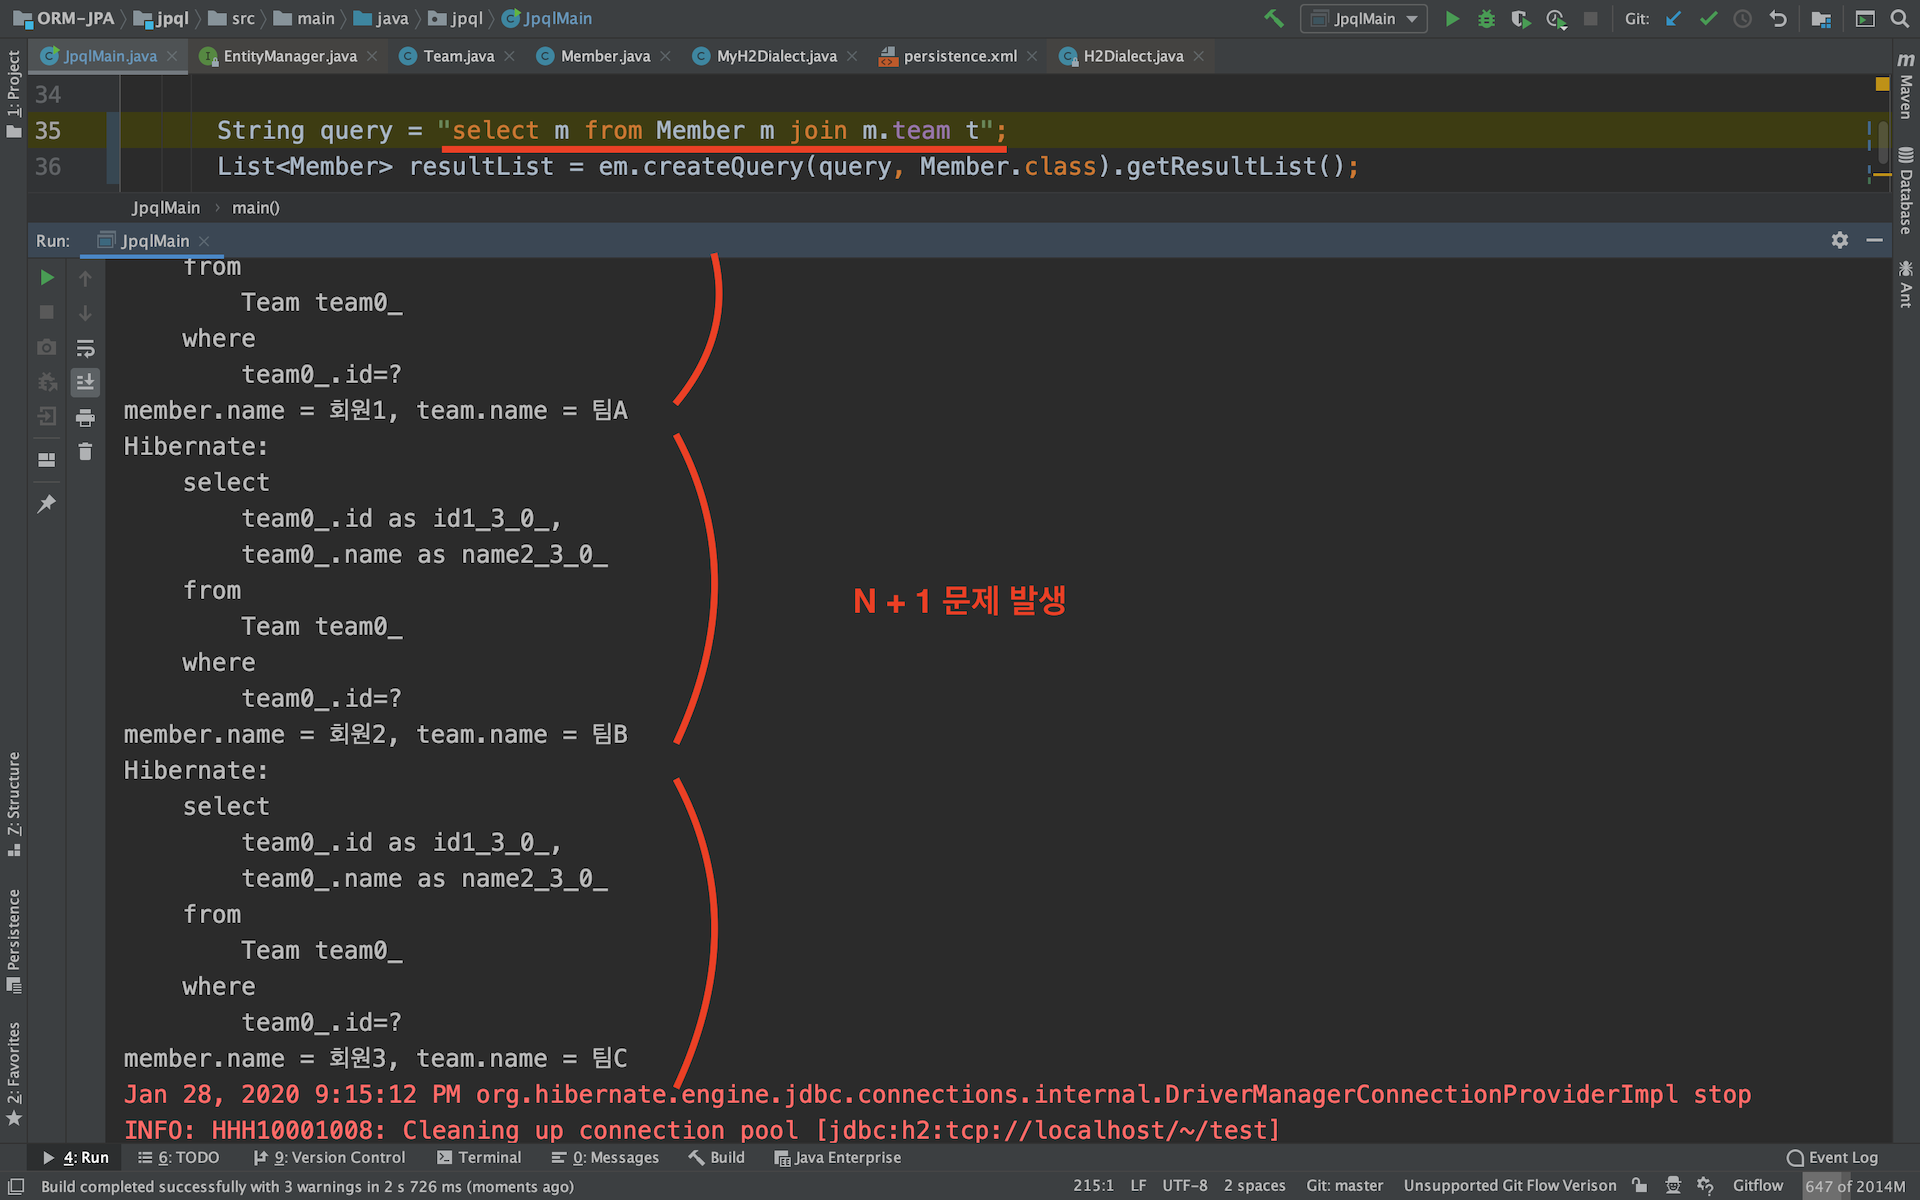 ORM-JPA jpql src main java jpql JpqlMain JpqlMain Git:
JpqlMain.java EntityManager.java Team.java Member.java MyH2Dialect.java persistence.xml H2Dialect.java
34
35 String query = "select m from Member m join m.team t";
36 List<Member> resultList = em.createQuery(query, Member.class).getResultList();
JpqlMain main()
Run: JpqlMain
from
Team team0_
where
team0_.id=?
member.name = 회원1, team.name = 팀A
Hibernate:
select
team0_.id as id1_3_0_,
team0_.name as name2_3_0_
from
Team team0_
where
team0_.id=?
member.name = 회원2, team.name = 팀B
Hibernate:
select
team0_.id as id1_3_0_,
team0_.name as name2_3_0_
from
Team team0_
where
team0_.id=?
member.name = 회원3, team.name = 팀C
Jan 28, 2020 9:15:12 PM org.hibernate.engine.jdbc.connections.internal.DriverManagerConnectionProviderImpl stop
INFO: HHH10001008: Cleaning up connection pool [jdbc:h2:tcp://localhost/~/test]
N + 1 문제 발생
1: Project
Z: Structure
Persistence
2: Favorites
m Maven
Database
Ant
4: Run 6: TODO 9: Version Control Terminal 0: Messages Build Java Enterprise Event Log
Build completed successfully with 3 warnings in 2 s 726 ms (moments ago) 215:1 LF UTF-8 2 spaces Git: master Unsupported Git Flow Verison Gitflow 647 of 2014M